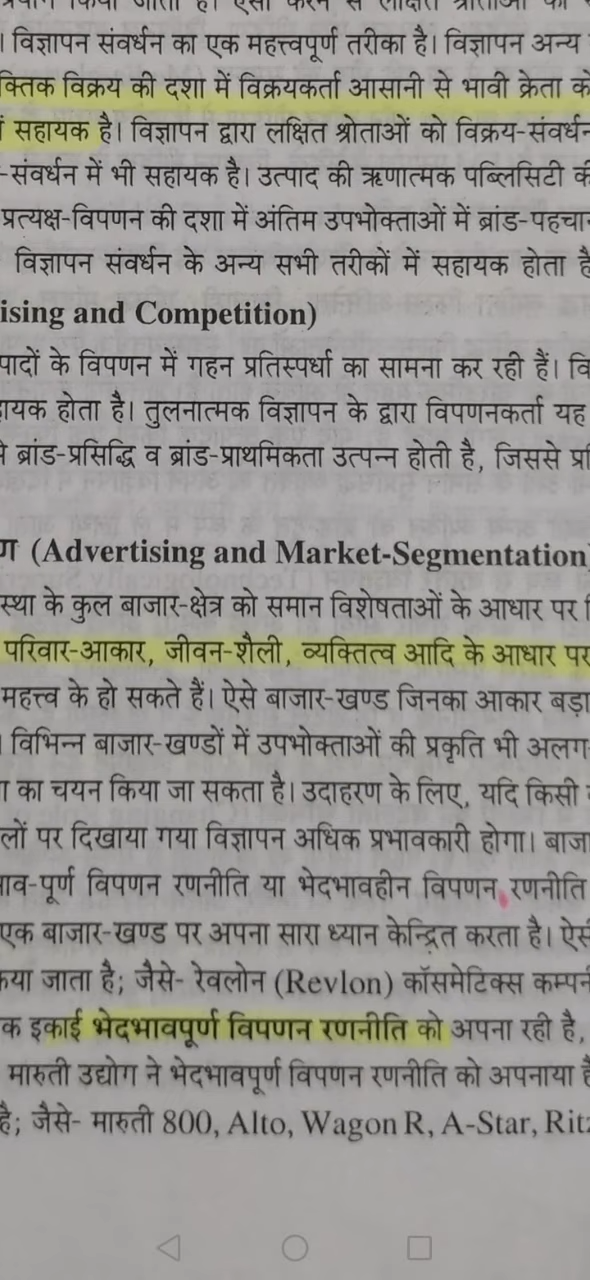 । विज्ञापन संवर्धन का एक महत्त्वपूर्ण तरीका है। विज्ञापन अन्य
क्तिक विक्रय की दशा में विक्रयकर्ता आसानी से भावी क्रेता को
सहायक है। विज्ञापन द्वारा लक्षित श्रोताओं को विक्रय-संवर्धन
-संवर्धन में भी सहायक है। उत्पाद की ऋणात्मक पब्लिसिटी की
प्रत्यक्ष-विपणन की दशा में अंतिम उपभोक्ताओं में ब्रांड-पहचान
विज्ञापन संवर्धन के अन्य सभी तरीकों में सहायक होता है
ising and Competition)
पादों के विपणन में गहन प्रतिस्पर्धा का सामना कर रही हैं। वि
ायक होता है। तुलनात्मक विज्ञापन के द्वारा विपणनकर्ता यह
ब्रांड-प्रसिद्धि व ब्रांड-प्राथमिकता उत्पन्न होती है, जिससे प्र
ण (Advertising and Market-Segmentation)
स्था के कुल बाजार-क्षेत्र को समान विशेषताओं के आधार पर
परिवार-आकार, जीवन-शैली, व्यक्तित्व आदि के आधार पर
महत्त्व के हो सकते हैं। ऐसे बाजार-खण्ड जिनका आकार बड़ा
। विभिन्न बाजार-खण्डों में उपभोक्ताओं की प्रकृति भी अलग-
का चयन किया जा सकता है। उदाहरण के लिए, यदि किसी
लों पर दिखाया गया विज्ञापन अधिक प्रभावकारी होगा। बाजा
ाव-पूर्ण विपणन रणनीति या भेदभावहीन विपणन रणनीति
एक बाजार-खण्ड पर अपना सारा ध्यान केन्द्रित करता है। ऐसी
कया जाता है; जैसे- रेवलोन (Revlon) कॉसमेटिक्स कम्पनी
क इकाई भेदभावपूर्ण विपणन रणनीति को अपना रही है,
मारुती उद्योग ने भेदभावपूर्ण विपणन रणनीति को अपनाया है
है; जैसे- मारुती 800, Alto, Wagon R, A-Star, Ritz